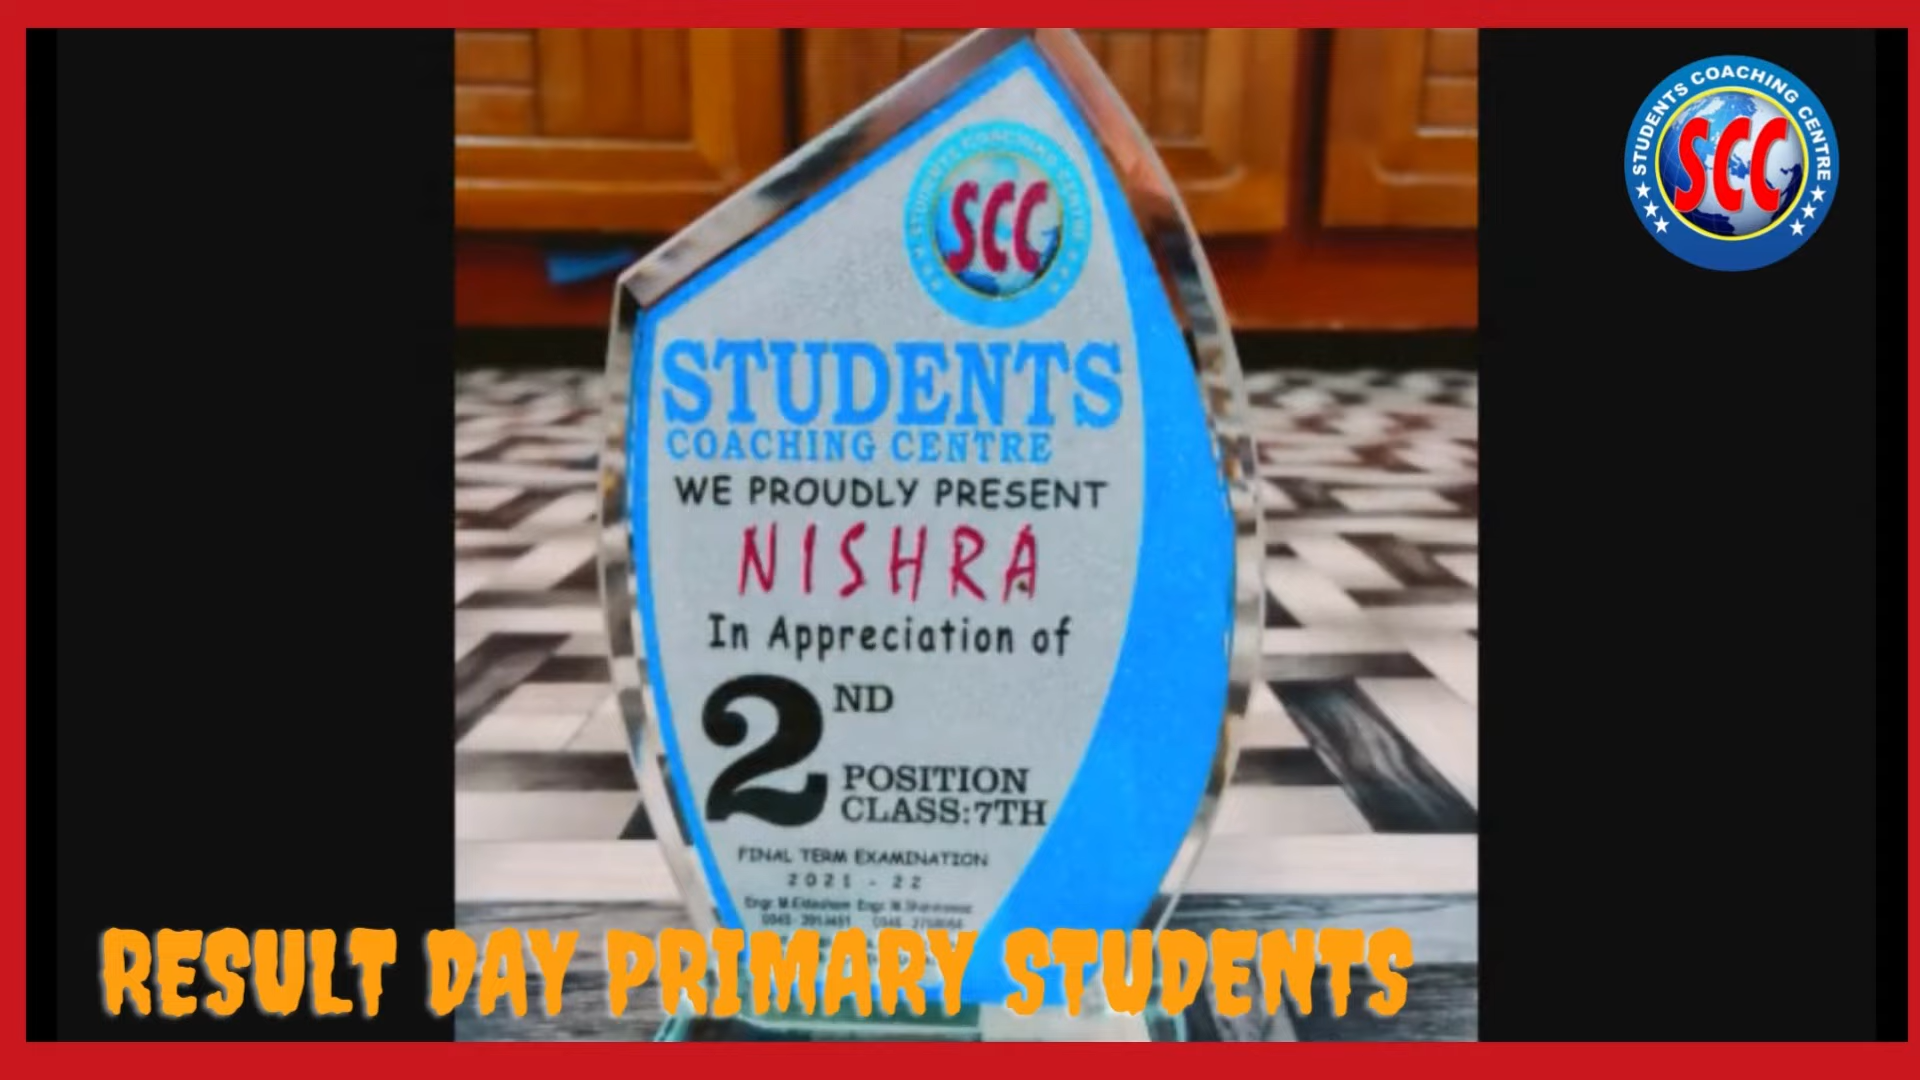 STUDENTS COACHING CENTRE
SCC
SCC
STUDENTS
COACHING CENTRE
WE PROUDLY PRESENT
NISHRA
In Appreciation of
2ND
POSITION
CLASS:7TH
FINAL TERM EXAMINATION
2021 - 22
RESULT DAY PRIMARY STUDENTS